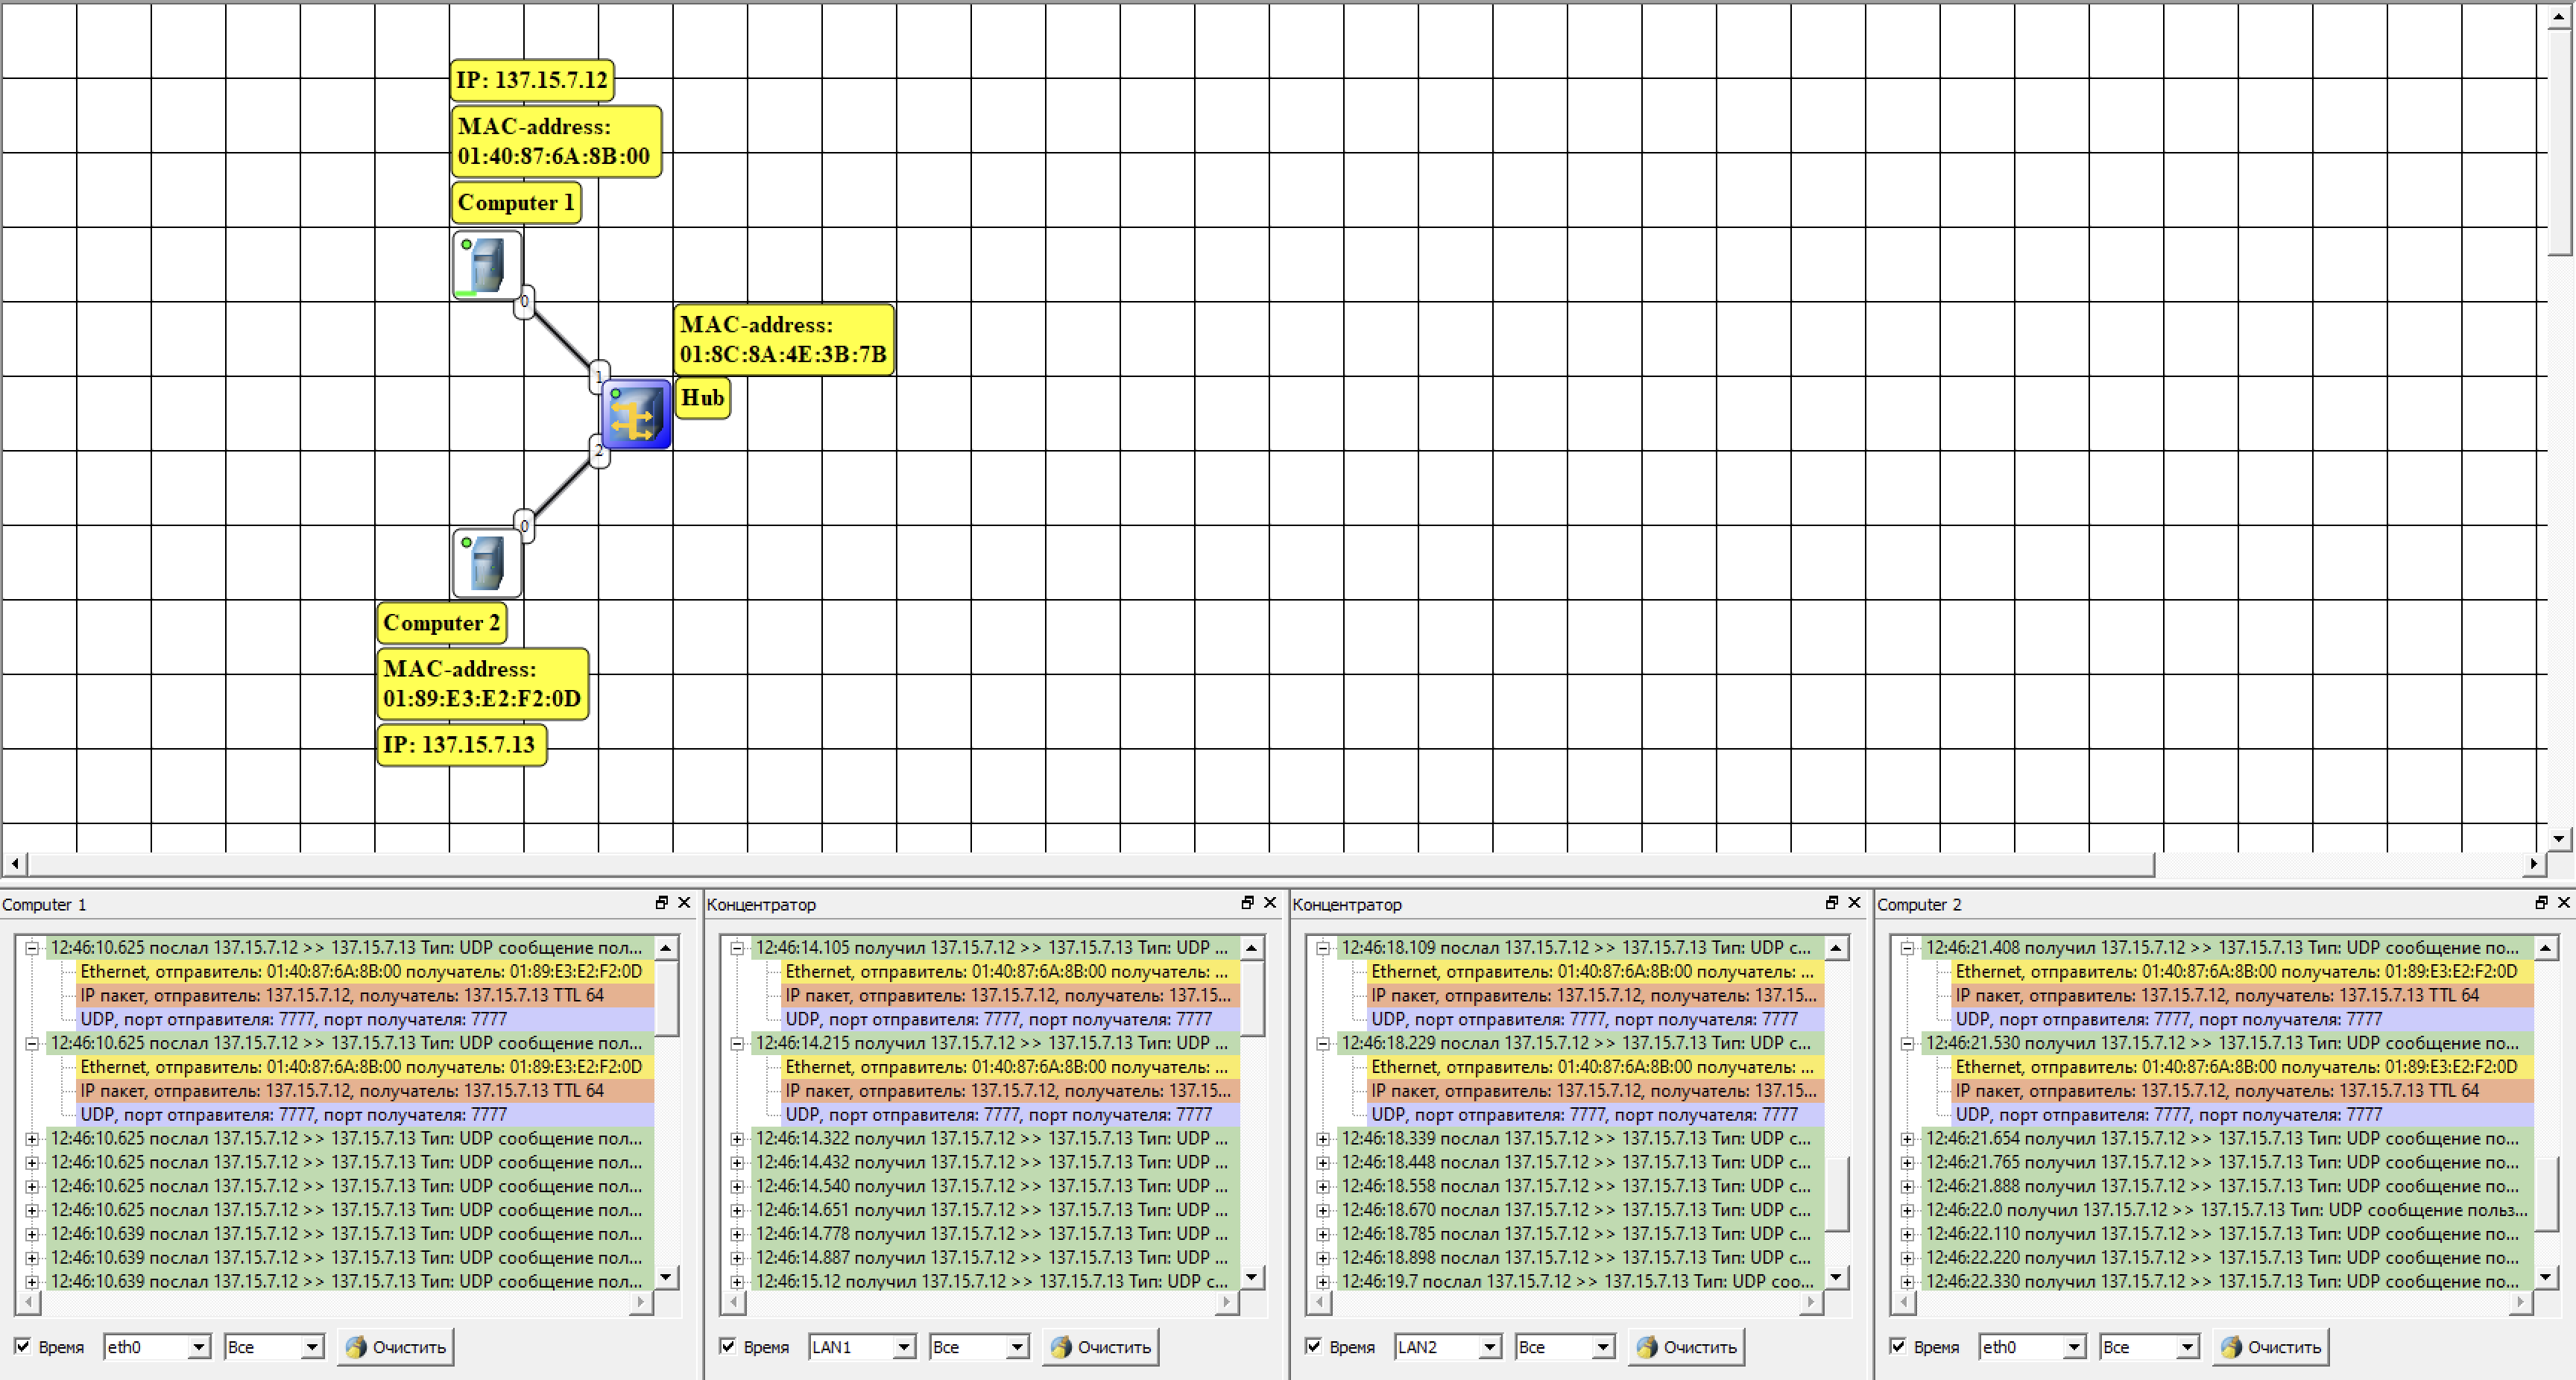 IP: 137.15.7.12
MAC-address:
01:40:87:6A:8B:00
Computer 1
0
MAC-address:
01:8C:8A:4E:3B:7B
1
Hub
2
0
Computer 2
MAC-address:
01:89:E3:E2:F2:0D
IP: 137.15.7.13
Computer 1
12:46:10.625 послал 137.15.7.12 >> 137.15.7.13 Тип: UDP сообщение пол...
Ethernet, отправитель: 01:40:87:6A:8B:00 получатель: 01:89:E3:E2:F2:0D
IP пакет, отправитель: 137.15.7.12, получатель: 137.15.7.13 TTL 64
UDP, порт отправителя: 7777, порт получателя: 7777
12:46:10.625 послал 137.15.7.12 >> 137.15.7.13 Тип: UDP сообщение пол...
Ethernet, отправитель: 01:40:87:6A:8B:00 получатель: 01:89:E3:E2:F2:0D
IP пакет, отправитель: 137.15.7.12, получатель: 137.15.7.13 TTL 64
UDP, порт отправителя: 7777, порт получателя: 7777
12:46:10.625 послал 137.15.7.12 >> 137.15.7.13 Тип: UDP сообщение пол...
12:46:10.625 послал 137.15.7.12 >> 137.15.7.13 Тип: UDP сообщение пол...
12:46:10.625 послал 137.15.7.12 >> 137.15.7.13 Тип: UDP сообщение пол...
12:46:10.625 послал 137.15.7.12 >> 137.15.7.13 Тип: UDP сообщение пол...
12:46:10.639 послал 137.15.7.12 >> 137.15.7.13 Тип: UDP сообщение пол...
12:46:10.639 послал 137.15.7.12 >> 137.15.7.13 Тип: UDP сообщение пол...
12:46:10.639 послал 137.15.7.12 >> 137.15.7.13 Тип: UDP сообщение пол...
Время eth0 Все Очистить
Концентратор
12:46:14.105 получил 137.15.7.12 >> 137.15.7.13 Тип: UDP ...
Ethernet, отправитель: 01:40:87:6A:8B:00 получатель: ...
IP пакет, отправитель: 137.15.7.12, получатель: 137.15...
UDP, порт отправителя: 7777, порт получателя: 7777
12:46:14.215 получил 137.15.7.12 >> 137.15.7.13 Тип: UDP ...
Ethernet, отправитель: 01:40:87:6A:8B:00 получатель: ...
IP пакет, отправитель: 137.15.7.12, получатель: 137.15...
UDP, порт отправителя: 7777, порт получателя: 7777
12:46:14.322 получил 137.15.7.12 >> 137.15.7.13 Тип: UDP ...
12:46:14.432 получил 137.15.7.12 >> 137.15.7.13 Тип: UDP ...
12:46:14.540 получил 137.15.7.12 >> 137.15.7.13 Тип: UDP ...
12:46:14.651 получил 137.15.7.12 >> 137.15.7.13 Тип: UDP ...
12:46:14.778 получил 137.15.7.12 >> 137.15.7.13 Тип: UDP ...
12:46:14.887 получил 137.15.7.12 >> 137.15.7.13 Тип: UDP ...
12:46:15.12 получил 137.15.7.12 >> 137.15.7.13 Тип: UDP с...
Время LAN1 Все Очистить
Концентратор
12:46:18.109 послал 137.15.7.12 >> 137.15.7.13 Тип: UDP с...
Ethernet, отправитель: 01:40:87:6A:8B:00 получатель: ...
IP пакет, отправитель: 137.15.7.12, получатель: 137.15...
UDP, порт отправителя: 7777, порт получателя: 7777
12:46:18.229 послал 137.15.7.12 >> 137.15.7.13 Тип: UDP с...
Ethernet, отправитель: 01:40:87:6A:8B:00 получатель: ...
IP пакет, отправитель: 137.15.7.12, получатель: 137.15...
UDP, порт отправителя: 7777, порт получателя: 7777
12:46:18.339 послал 137.15.7.12 >> 137.15.7.13 Тип: UDP с...
12:46:18.448 послал 137.15.7.12 >> 137.15.7.13 Тип: UDP с...
12:46:18.558 послал 137.15.7.12 >> 137.15.7.13 Тип: UDP с...
12:46:18.670 послал 137.15.7.12 >> 137.15.7.13 Тип: UDP с...
12:46:18.785 послал 137.15.7.12 >> 137.15.7.13 Тип: UDP с...
12:46:18.898 послал 137.15.7.12 >> 137.15.7.13 Тип: UDP с...
12:46:19.7 послал 137.15.7.12 >> 137.15.7.13 Тип: UDP соо...
Время LAN2 Все Очистить
Computer 2
12:46:21.408 получил 137.15.7.12 >> 137.15.7.13 Тип: UDP сообщение по...
Ethernet, отправитель: 01:40:87:6A:8B:00 получатель: 01:89:E3:E2:F2:0D
IP пакет, отправитель: 137.15.7.12, получатель: 137.15.7.13 TTL 64
UDP, порт отправителя: 7777, порт получателя: 7777
12:46:21.530 получил 137.15.7.12 >> 137.15.7.13 Тип: UDP сообщение по...
Ethernet, отправитель: 01:40:87:6A:8B:00 получатель: 01:89:E3:E2:F2:0D
IP пакет, отправитель: 137.15.7.12, получатель: 137.15.7.13 TTL 64
UDP, порт отправителя: 7777, порт получателя: 7777
12:46:21.654 получил 137.15.7.12 >> 137.15.7.13 Тип: UDP сообщение по...
12:46:21.765 получил 137.15.7.12 >> 137.15.7.13 Тип: UDP сообщение по...
12:46:21.888 получил 137.15.7.12 >> 137.15.7.13 Тип: UDP сообщение по...
12:46:22.0 получил 137.15.7.12 >> 137.15.7.13 Тип: UDP сообщение польз...
12:46:22.110 получил 137.15.7.12 >> 137.15.7.13 Тип: UDP сообщение по...
12:46:22.220 получил 137.15.7.12 >> 137.15.7.13 Тип: UDP сообщение по...
12:46:22.330 получил 137.15.7.12 >> 137.15.7.13 Тип: UDP сообщение по...
Время eth0 Все Очистить